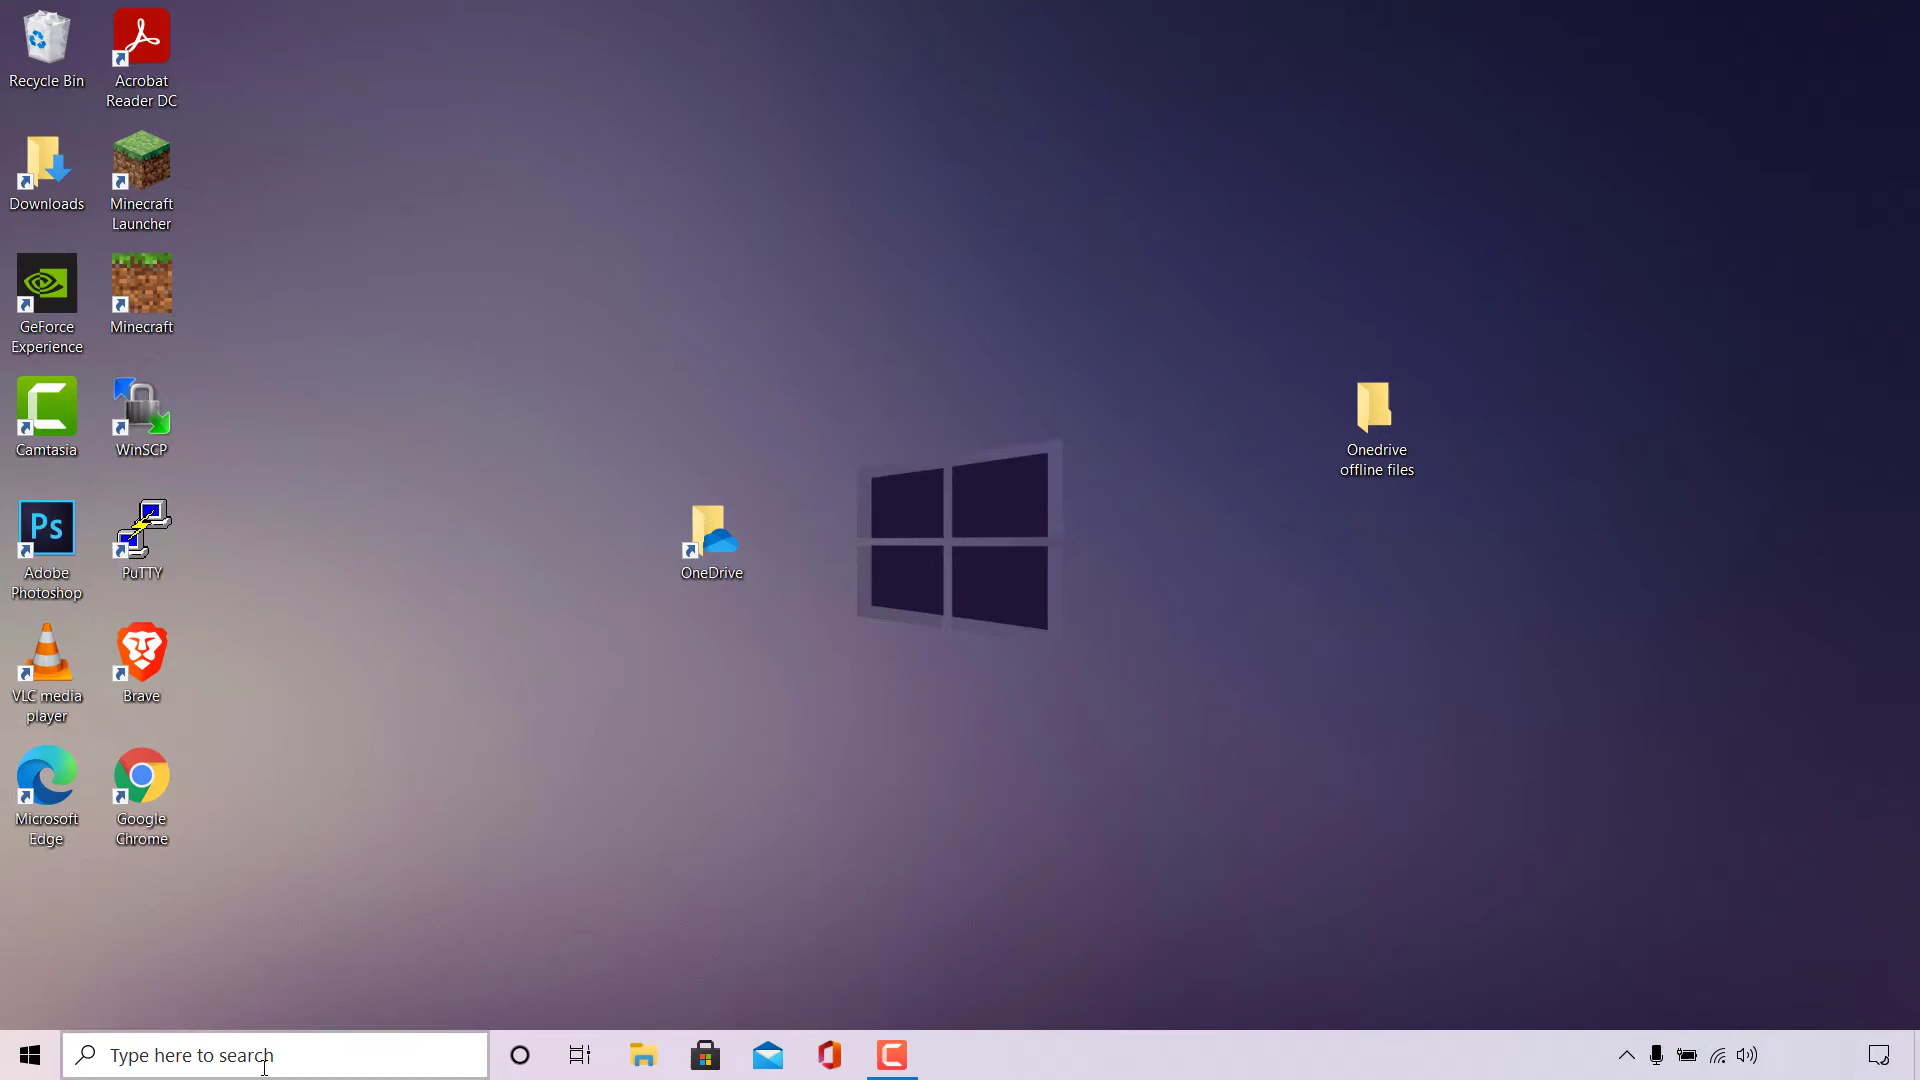 Recycle Bin
Acrobat
Reader DC
Downloads
Minecraft
Launcher
GeForce
Experience
Minecraft
Camtasia
WinSCP
Ps
Adobe
Photoshop
PuTTY
VLC media
player
Brave
Microsoft
Edge
Google
Chrome
OneDrive
Onedrive
offline files
Type here to search